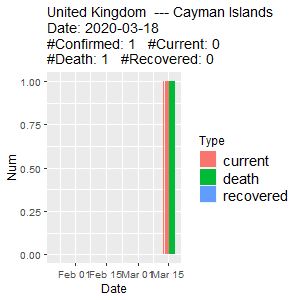 United Kingdom --- Cayman Islands
Date: 2020-03-18
#Confirmed: 1 #Current: 0
#Death: 1 #Recovered: 0
1.00
0.75
0.50
0.25
0.00
Num
Feb 01 Feb 15 Mar 01 Mar 15
Date
Type
current
death
recovered